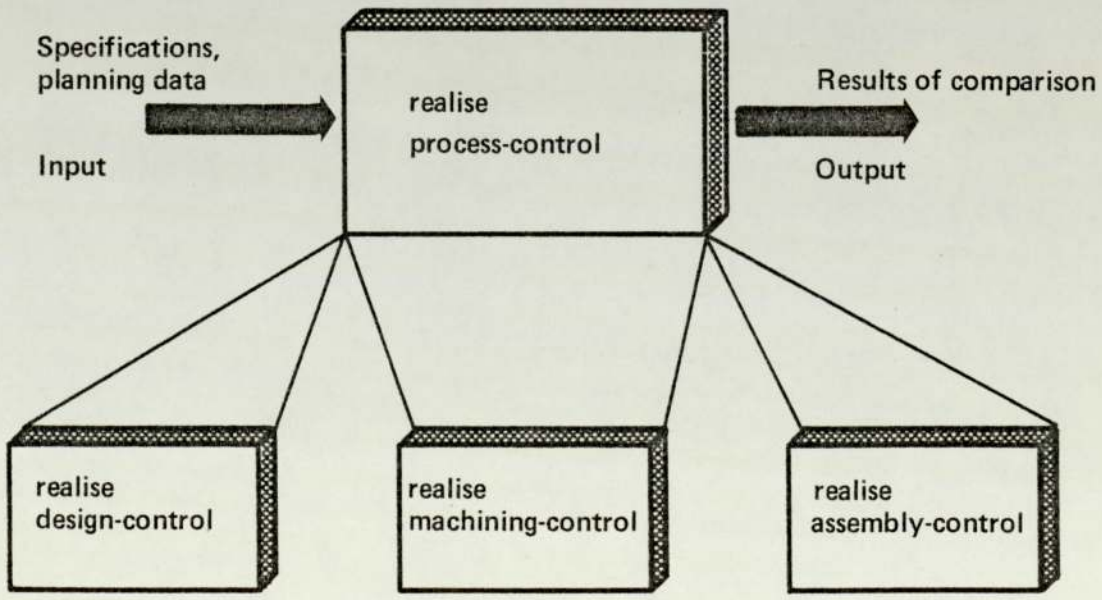 Specifications,
planning data
Input
realise
process-control
Results of comparison
Output
realise
design-control
realise
machining-control
realise
assembly-control